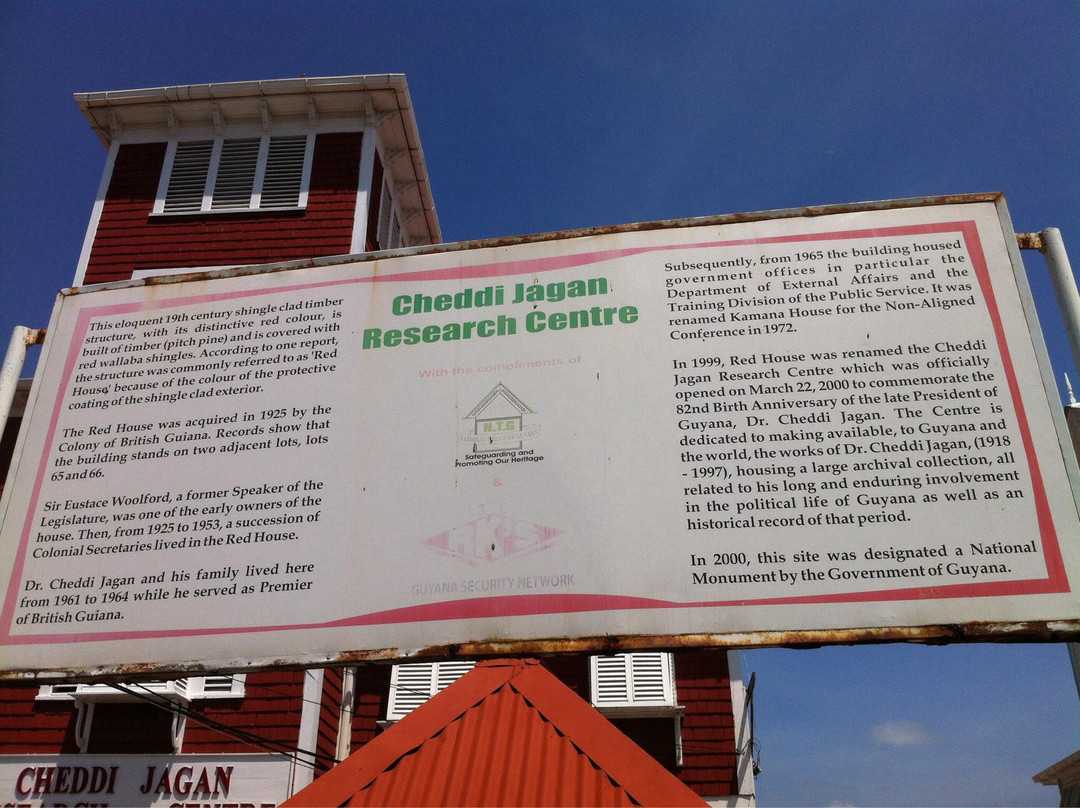 This eloquent 19th century shingle clad timber
structure, with its distinctive red colour, is
built of timber (pitch pine) and is covered with
red wallaba shingles. According to one report,
the structure was commonly referred to as 'Red
House' because of the colour of the protective
coating of the shingle clad exterior.
The Red House was acquired in 1925 by the
Colony of British Guiana. Records show that
the building stands on two adjacent lots, lots
65 and 66.
Sir Eustace Woolford, a former Speaker of the
Legislature, was one of the early owners of the
house. Then, from 1925 to 1953, a succession of
Colonial Secretaries lived in the Red House.
Dr. Cheddi Jagan and his family lived here
from 1961 to 1964 while he served as Premier
of British Guiana.
Cheddi Jagan
Research Centre
With the compliments of
N.T.G
Safeguarding and
Promoting Our Heritage
&
RK'S
GUYANA SECURITY NETWORK
Subsequently, from 1965 the building housed
government offices in particular the
Department of External Affairs and the
Training Division of the Public Service. It was
renamed Kamana House for the Non-Aligned
Conference in 1972.
In 1999, Red House was renamed the Cheddi
Jagan Research Centre which was officially
opened on March 22, 2000 to commemorate the
82nd Birth Anniversary of the late President of
Guyana, Dr. Cheddi Jagan. The Centre is
dedicated to making available, to Guyana and
the world, the works of Dr. Cheddi Jagan, (1918
- 1997), housing a large archival collection, all
related to his long and enduring involvement
in the political life of Guyana as well as an
historical record of that period.
In 2000, this site was designated a National
Monument by the Government of Guyana.
CHEDDI JAGAN
CENTRE